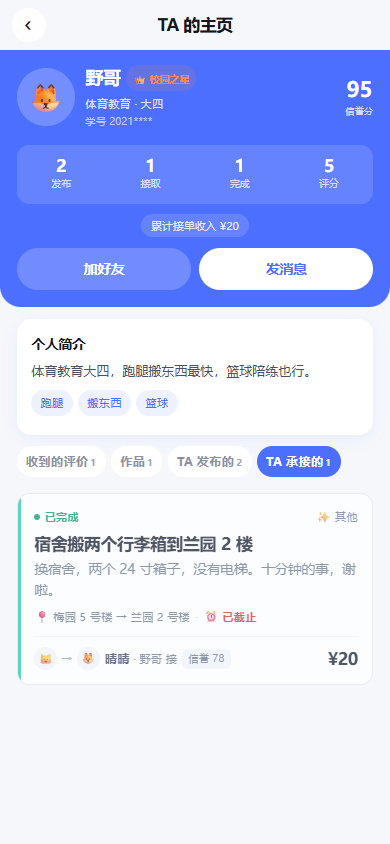 TA 的主页
野哥 校园之星
体育教育 · 大四
学号 2021****
95
信誉分
2
发布
1
接取
1
完成
5
评分
累计接单收入 ¥20
加好友
发消息
个人简介
体育教育大四，跑腿搬东西最快，篮球陪练也行。
跑腿 搬东西 篮球
收到的评价 1 作品 1 TA 发布的 2 TA 承接的 1
已完成 其他
宿舍搬两个行李箱到兰园 2 楼
换宿舍，两个 24 寸箱子，没有电梯。十分钟的事，谢
啦。
梅园 5 号楼 → 兰园 2 号楼 · 已截止
→ 晴晴 · 野哥 接 信誉 78 ¥20